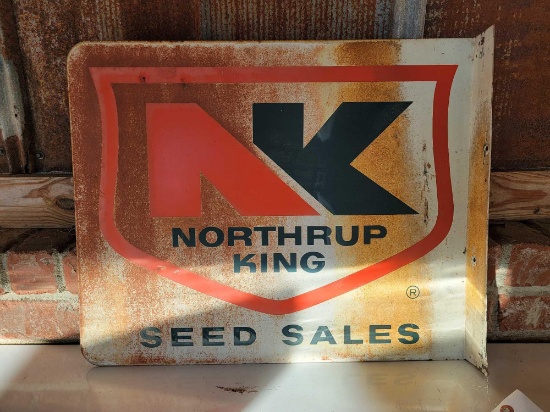 NK
NORTHRUP
KING
®
SEED SALES